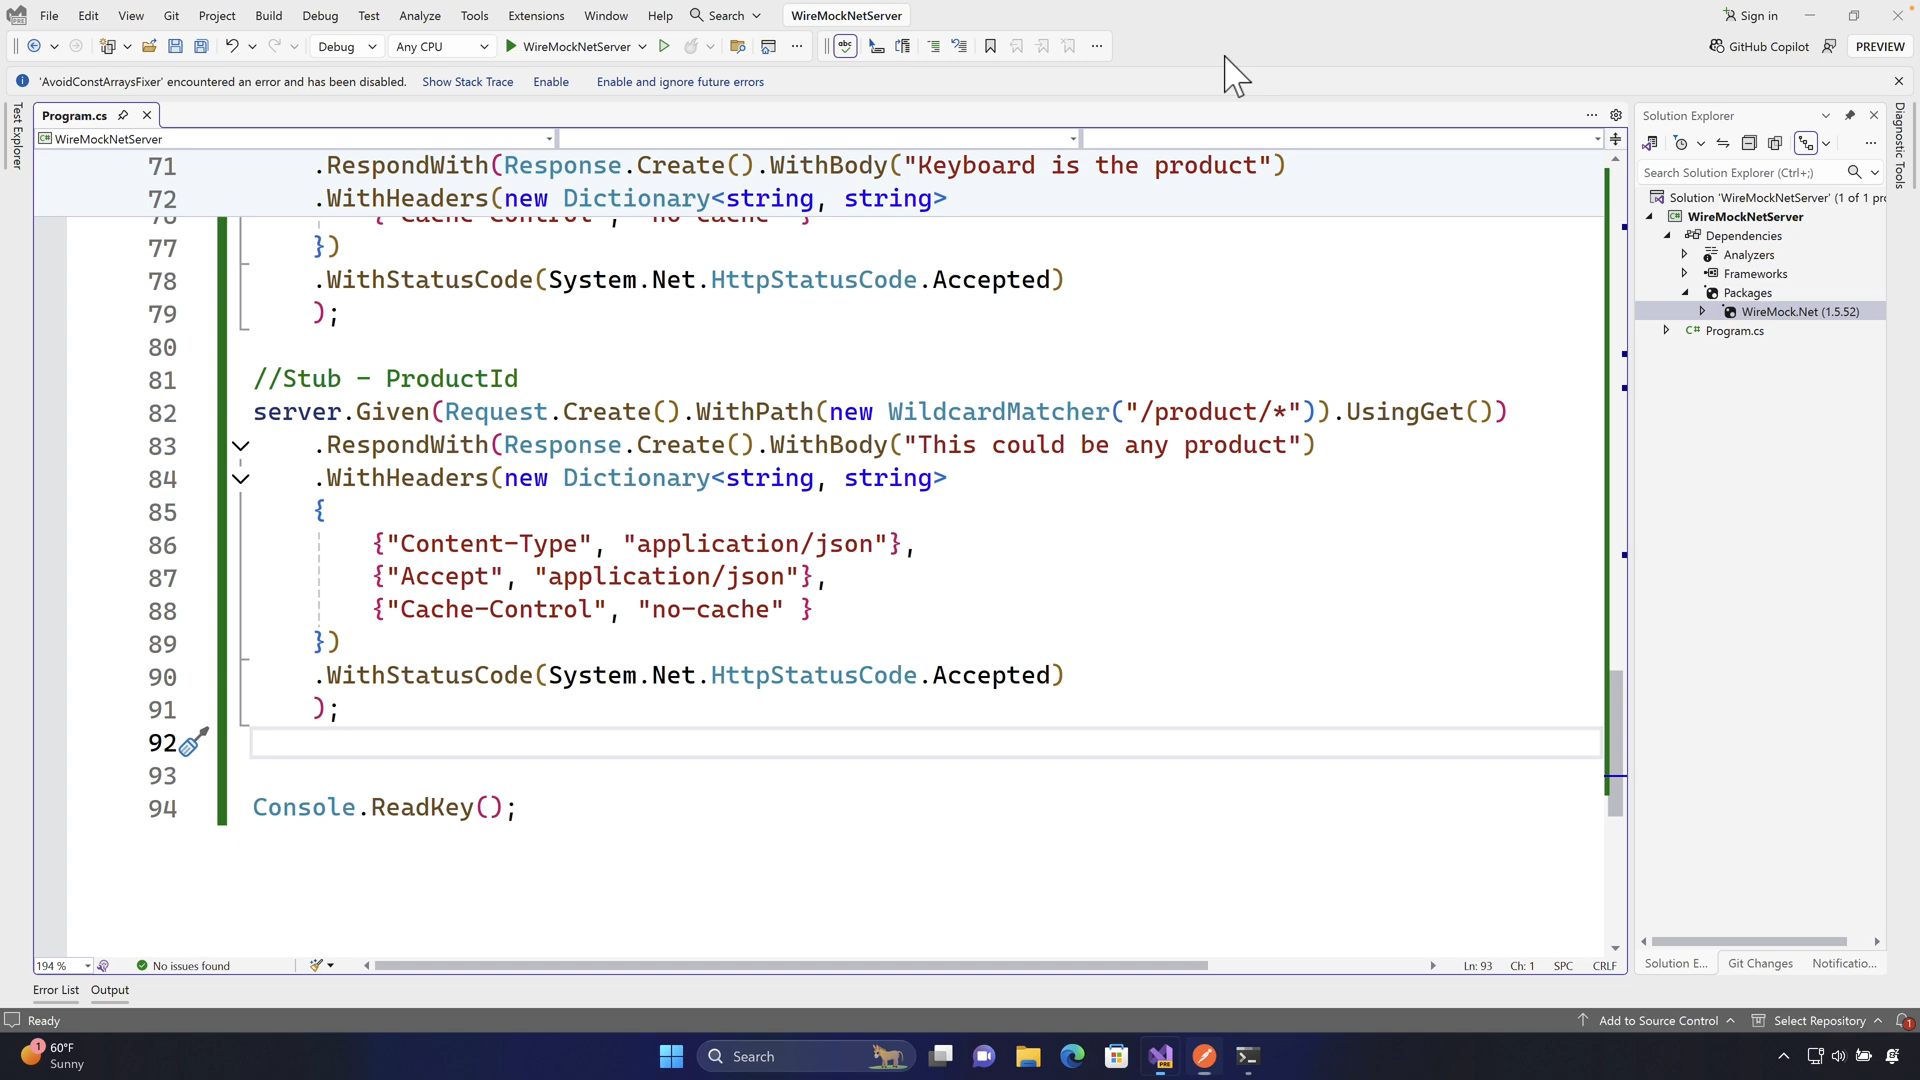 File Edit View Git Project Build Debug Test Analyze Tools Extensions Window Help Search WireMockNetServer Sign in
Debug Any CPU WireMockNetServer abc GitHub Copilot PREVIEW
'AvoidConstArraysFixer' encountered an error and has been disabled. Show Stack Trace Enable Enable and ignore future errors
Test Explorer
Program.cs
C# WireMockNetServer
71 .RespondWith(Response.Create().WithBody("Keyboard is the product")
72 .WithHeaders(new Dictionary<string, string>
{"Cache-Control", "no-cache" }
77 })
78 .WithStatusCode(System.Net.HttpStatusCode.Accepted)
79 );
80
81 //Stub - ProductId
82 server.Given(Request.Create().WithPath(new WildcardMatcher("/product/*")).UsingGet())
83 .RespondWith(Response.Create().WithBody("This could be any product")
84 .WithHeaders(new Dictionary<string, string>
85 {
86 {"Content-Type", "application/json"},
87 {"Accept", "application/json"},
88 {"Cache-Control", "no-cache" }
89 })
90 .WithStatusCode(System.Net.HttpStatusCode.Accepted)
91 );
92
93
94 Console.ReadKey();
194 % No issues found Ln: 93 Ch: 1 SPC CRLF
Solution Explorer
Search Solution Explorer (Ctrl+;)
Solution 'WireMockNetServer' (1 of 1 pro
C# WireMockNetServer
Dependencies
Analyzers
Frameworks
Packages
WireMock.Net (1.5.52)
C# Program.cs
Solution E... Git Changes Notificatio...
Diagnostic Tools
Error List Output
Ready Add to Source Control Select Repository 1
1 60°F
Sunny
Search
PRE